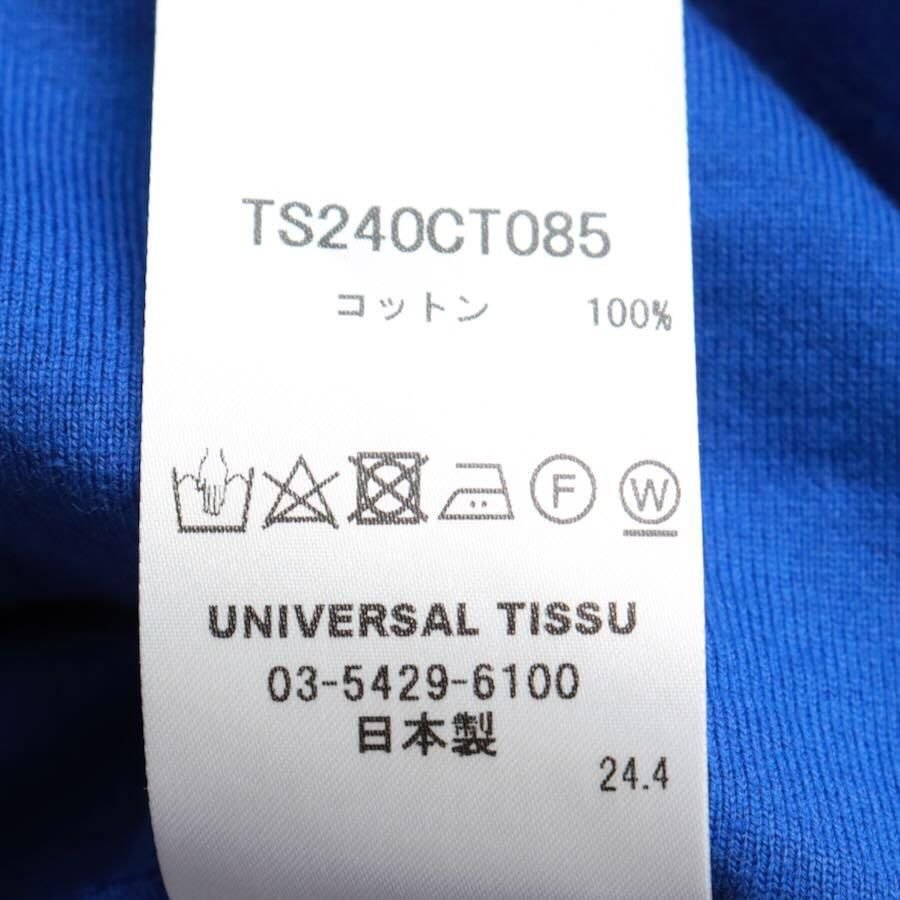 TS240CT085
コットン 100%
F W
UNIVERSAL TISSU
03-5429-6100
日本製
24.4